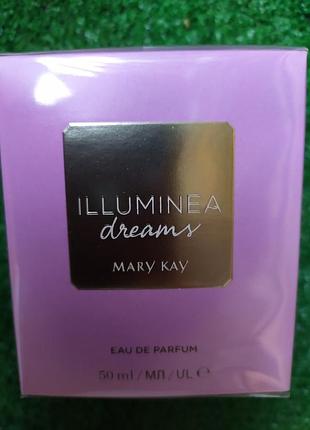 ILLUMINEA
dreams
MARY KAY
EAU DE PARFUM
50 ml / МЛ / UL ℮